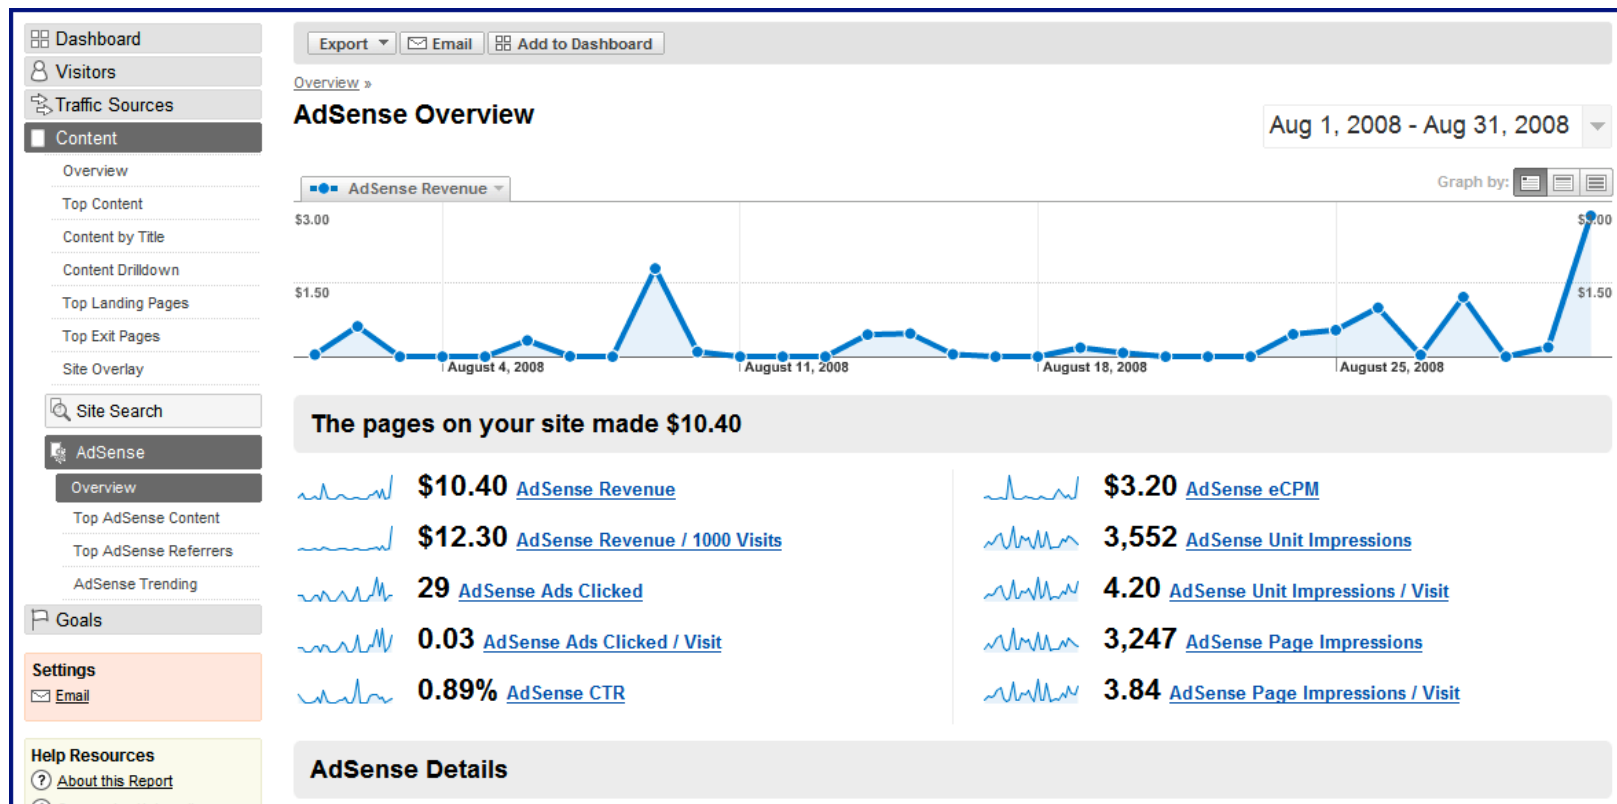 Dashboard
Visitors
Traffic Sources
Content
Overview
Top Content
Content by Title
Content Drilldown
Top Landing Pages
Top Exit Pages
Site Overlay
Site Search
AdSense
Overview
Top AdSense Content
Top AdSense Referrers
AdSense Trending
Goals
Settings
Email
Help Resources
? About this Report
Export Email Add to Dashboard
Overview »
AdSense Overview
Aug 1, 2008 - Aug 31, 2008
AdSense Revenue
Graph by:
$3.00
$1.50 $1.50
August 4, 2008 August 11, 2008 August 18, 2008 August 25, 2008
The pages on your site made $10.40
$10.40 AdSense Revenue
$12.30 AdSense Revenue / 1000 Visits
29 AdSense Ads Clicked
0.03 AdSense Ads Clicked / Visit
0.89% AdSense CTR
$3.20 AdSense eCPM
3,552 AdSense Unit Impressions
4.20 AdSense Unit Impressions / Visit
3,247 AdSense Page Impressions
3.84 AdSense Page Impressions / Visit
AdSense Details